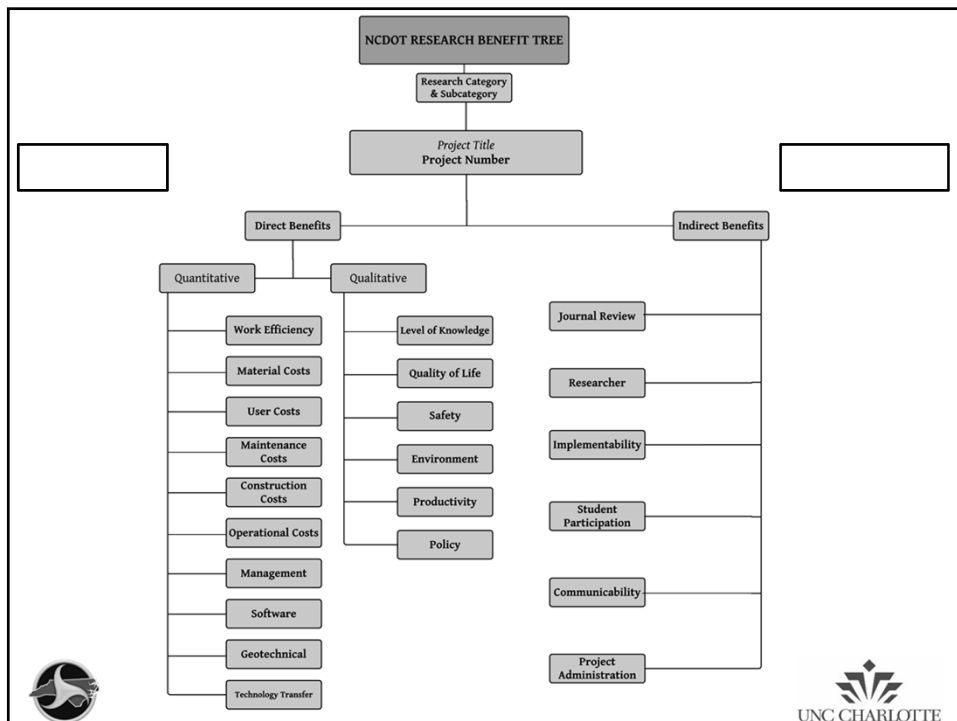 NCDOT RESEARCH BENEFIT TREE
Research Category
& Subcategory
Project Title
Project Number
Direct Benefits
Indirect Benefits
Quantitative
Qualitative
Work Efficiency
Material Costs
User Costs
Maintenance
Costs
Construction
Costs
Operational Costs
Management
Software
Geotechnical
Technology Transfer
Level of Knowledge
Quality of Life
Safety
Environment
Productivity
Policy
Journal Review
Researcher
Implementability
Student
Participation
Communicability
Project
Administration
UNC CHARLOTTE